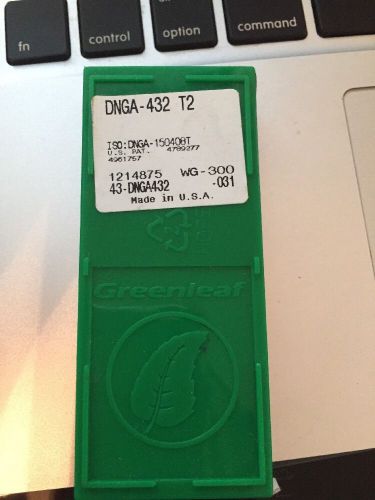 fn
control
option
command
DNGA-432 T2
ISO:DNGA-150408T
U.S. PAT. 4789277
4961757
1214875 WG-300
43-DNGA432 -031
Made in U.S.A.
Greenleaf